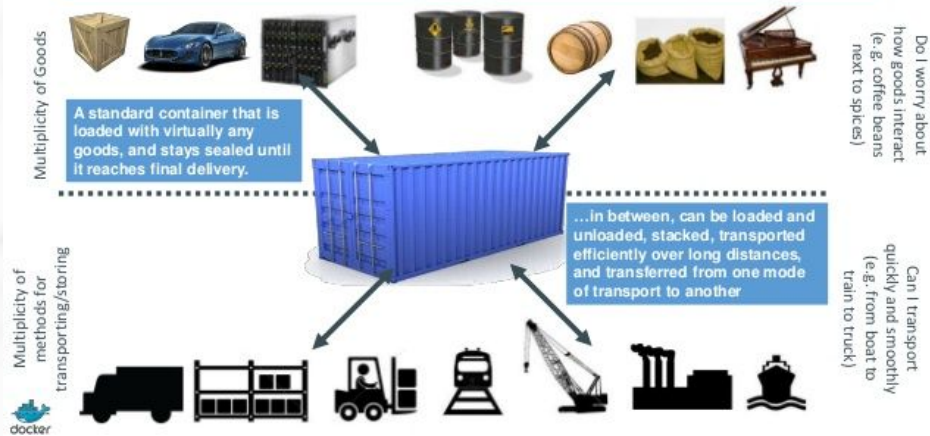 Multiplicity of Goods
A standard container that is
loaded with virtually any
goods, and stays sealed until
it reaches final delivery.
Do I worry about
how goods interact
(e.g. coffee beans
next to spices)
Multiplicity of
methods for
transporting/storing
...in between, can be loaded and
unloaded, stacked, transported
efficiently over long distances,
and transferred from one mode
of transport to another
Can I transport
quickly and smoothly
(e.g. from boat to
train to truck)
docker